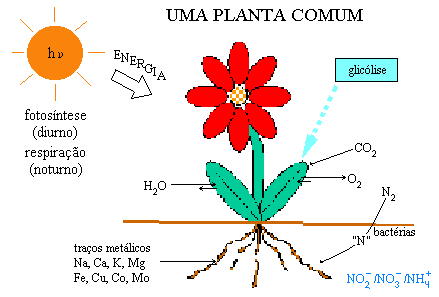 UMA PLANTA COMUM
hν
ENERGIA
glicólise
fotosíntese
(diurno)
respiração
(noturno)
CO₂
O₂
H₂O
N₂
"N"
bactérias
traços metálicos
Na, Ca, K, Mg
Fe, Cu, Co, Mo
NO₂⁻/NO₃⁻/NH₄⁺